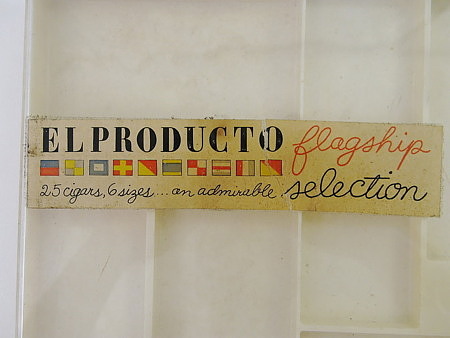 EL PRODUCTO flagship
25 cigars, 6 sizes... an admirable selection